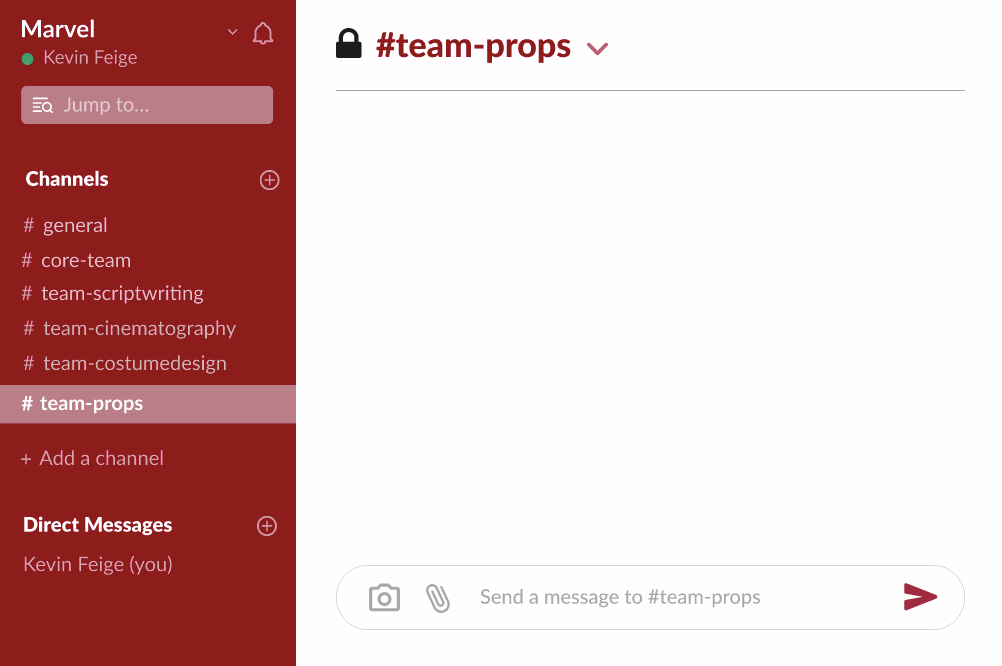 Marvel
Kevin Feige
Jump to...
Channels
# general
# core-team
# team-scriptwriting
# team-cinematography
# team-costumedesign
# team-props
+ Add a channel
Direct Messages
Kevin Feige (you)
#team-props
Send a message to #team-props